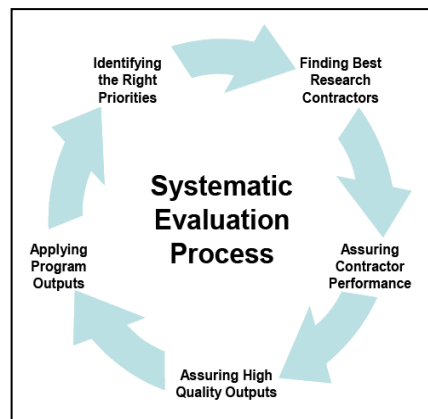 Identifying
the Right
Priorities
Finding Best
Research
Contractors
Systematic
Evaluation
Process
Applying
Program
Outputs
Assuring
Contractor
Performance
Assuring High
Quality Outputs